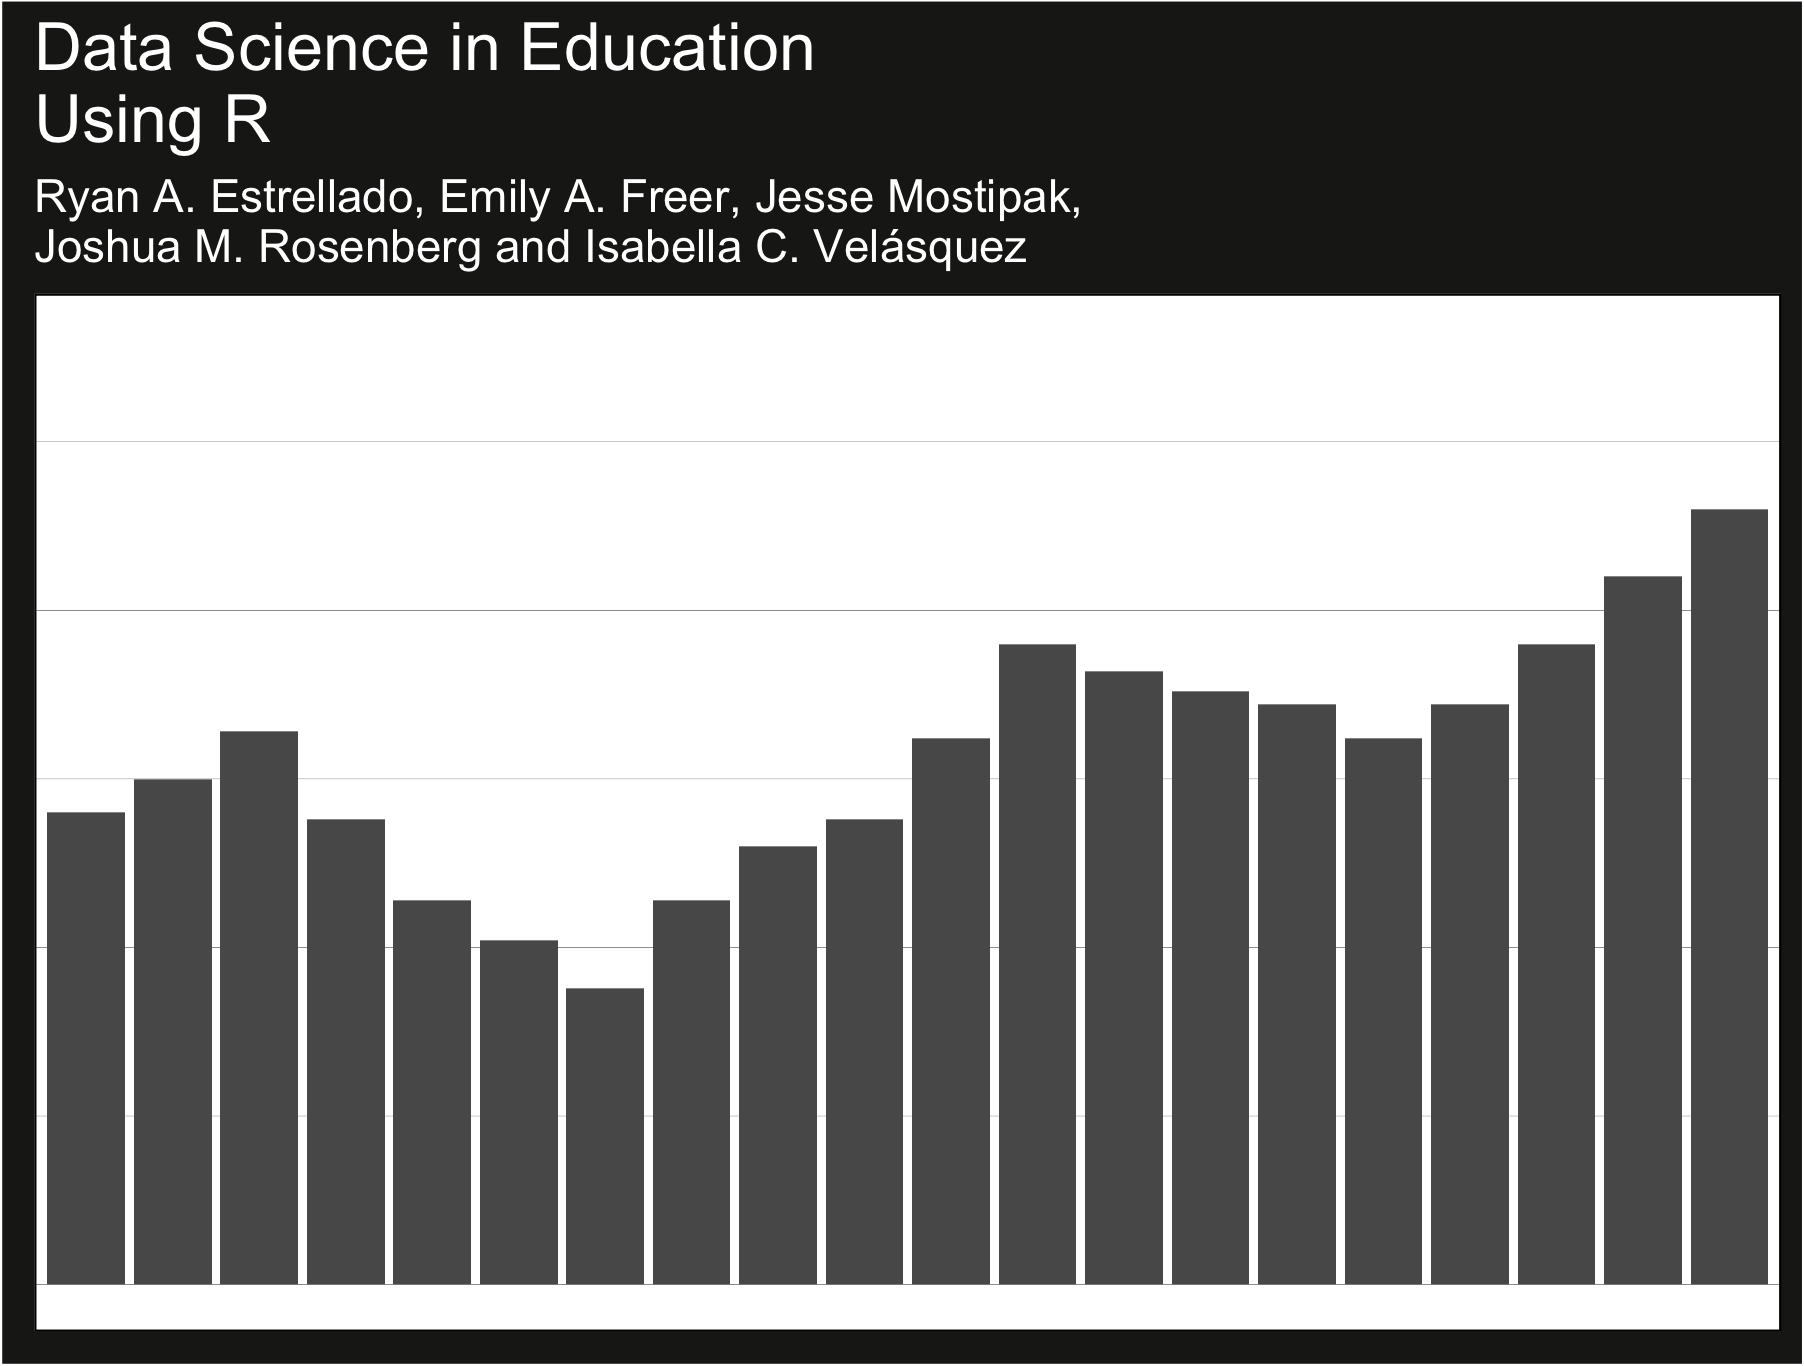 Data Science in Education
Using R
Ryan A. Estrellado, Emily A. Freer, Jesse Mostipak,
Joshua M. Rosenberg and Isabella C. Velásquez